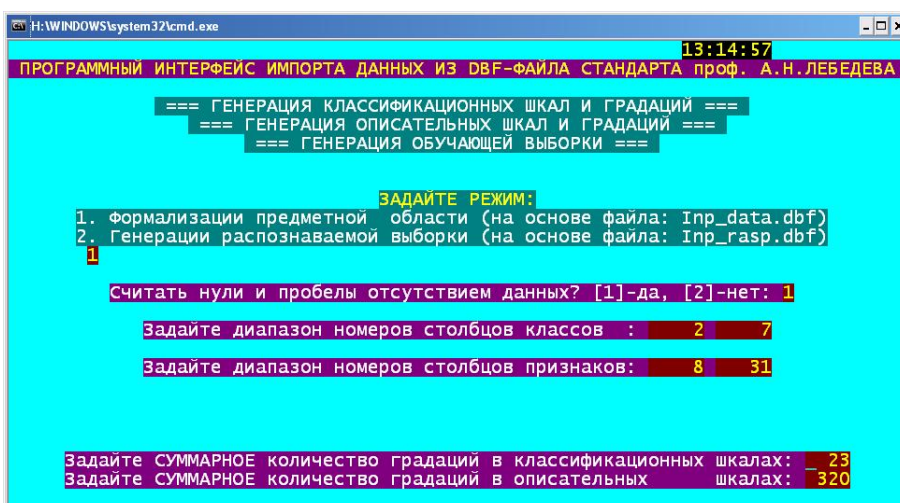 H:\WINDOWS\system32\cmd.exe
13:14:57
ПРОГРАММНЫЙ ИНТЕРФЕЙС ИМПОРТА ДАННЫХ ИЗ DBF-ФАЙЛА СТАНДАРТА проф. А.Н.ЛЕБЕДЕВА
=== ГЕНЕРАЦИЯ КЛАССИФИКАЦИОННЫХ ШКАЛ И ГРАДАЦИЙ ===
=== ГЕНЕРАЦИЯ ОПИСАТЕЛЬНЫХ ШКАЛ И ГРАДАЦИЙ ===
=== ГЕНЕРАЦИЯ ОБУЧАЮЩЕЙ ВЫБОРКИ ===
ЗАДАЙТЕ РЕЖИМ:
1. Формализации предметной области (на основе файла: Inp_data.dbf)
2. Генерации распознаваемой выборки (на основе файла: Inp_rasp.dbf)
1
Считать нули и пробелы отсутствием данных? [1]-да, [2]-нет: 1
Задайте диапазон номеров столбцов классов : 2 7
Задайте диапазон номеров столбцов признаков: 8 31
Задайте СУММАРНОЕ количество градаций в классификационных шкалах: _ 23
Задайте СУММАРНОЕ количество градаций в описательных шкалах: 320